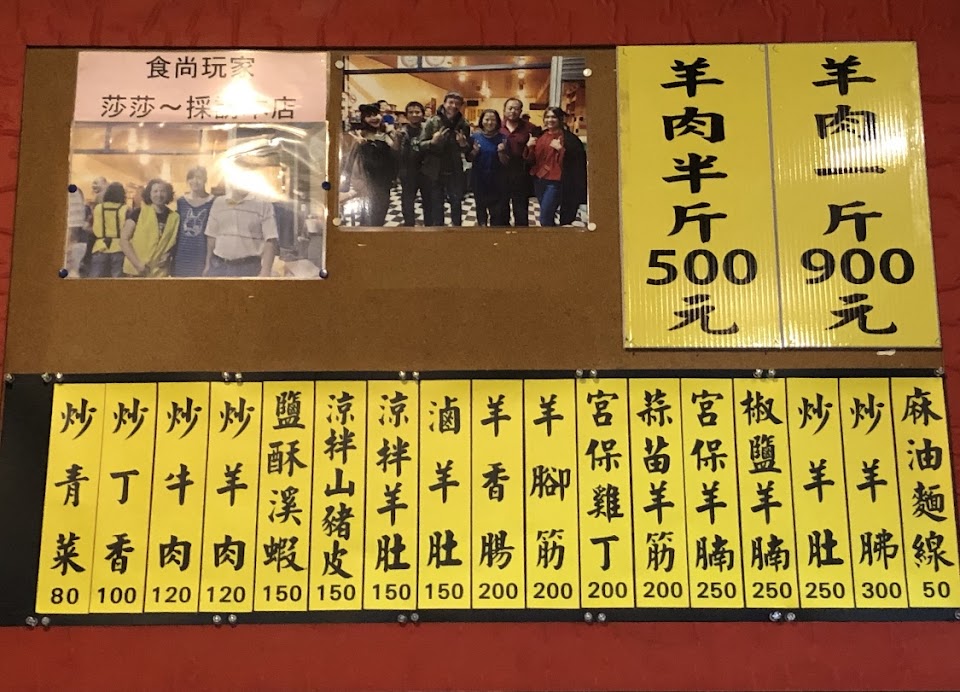 食尚玩家
莎莎～採訪本店
羊肉半斤500元
羊肉一斤900元
炒青菜80
炒丁香100
炒牛肉120
炒羊肉120
鹽酥溪蝦150
涼拌山豬皮150
涼拌羊肚150
滷羊肚150
羊香腸200
羊腳筋200
宮保雞丁200
蒜苗羊筋200
宮保羊腩250
椒鹽羊腩250
炒羊肚250
炒羊胇300
麻油麵線50